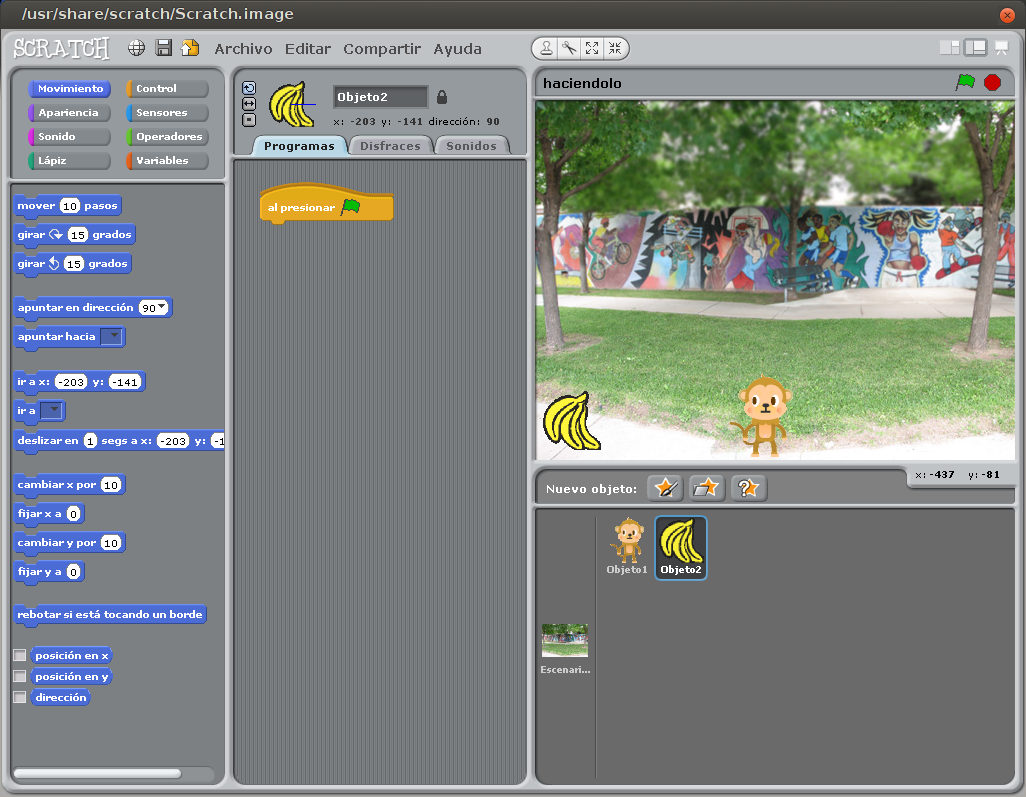 /usr/share/scratch/Scratch.image
SCRATCH
Archivo Editar Compartir Ayuda
Movimiento Control
Apariencia Sensores
Sonido Operadores
Lápiz Variables
mover 10 pasos
girar 15 grados
girar 15 grados
apuntar en dirección 90
apuntar hacia
ir a x: -203 y: -141
ir a
deslizar en 1 segs a x: -203 y: -1
cambiar x por 10
fijar x a 0
cambiar y por 10
fijar y a 0
rebotar si está tocando un borde
posición en x
posición en y
dirección
Objeto2
x: -203 y: -141 dirección: 90
Programas Disfraces Sonidos
al presionar
haciendolo
x: -437 y: -81
Nuevo objeto:
Objeto1 Objeto2
Escenari...